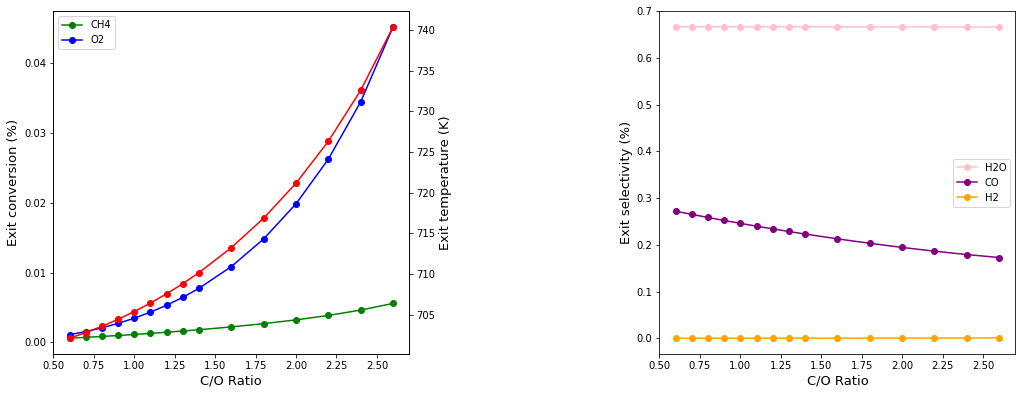 CH4
O2
0.04
0.03
0.02
0.01
0.00
Exit conversion (%)
740
735
730
725
720
715
710
705
Exit temperature (K)
0.50 0.75 1.00 1.25 1.50 1.75 2.00 2.25 2.50
C/O Ratio
0.7
0.6
0.5
0.4
0.3
0.2
0.1
0.0
Exit selectivity (%)
H2O
CO
H2
0.50 0.75 1.00 1.25 1.50 1.75 2.00 2.25 2.50
C/O Ratio